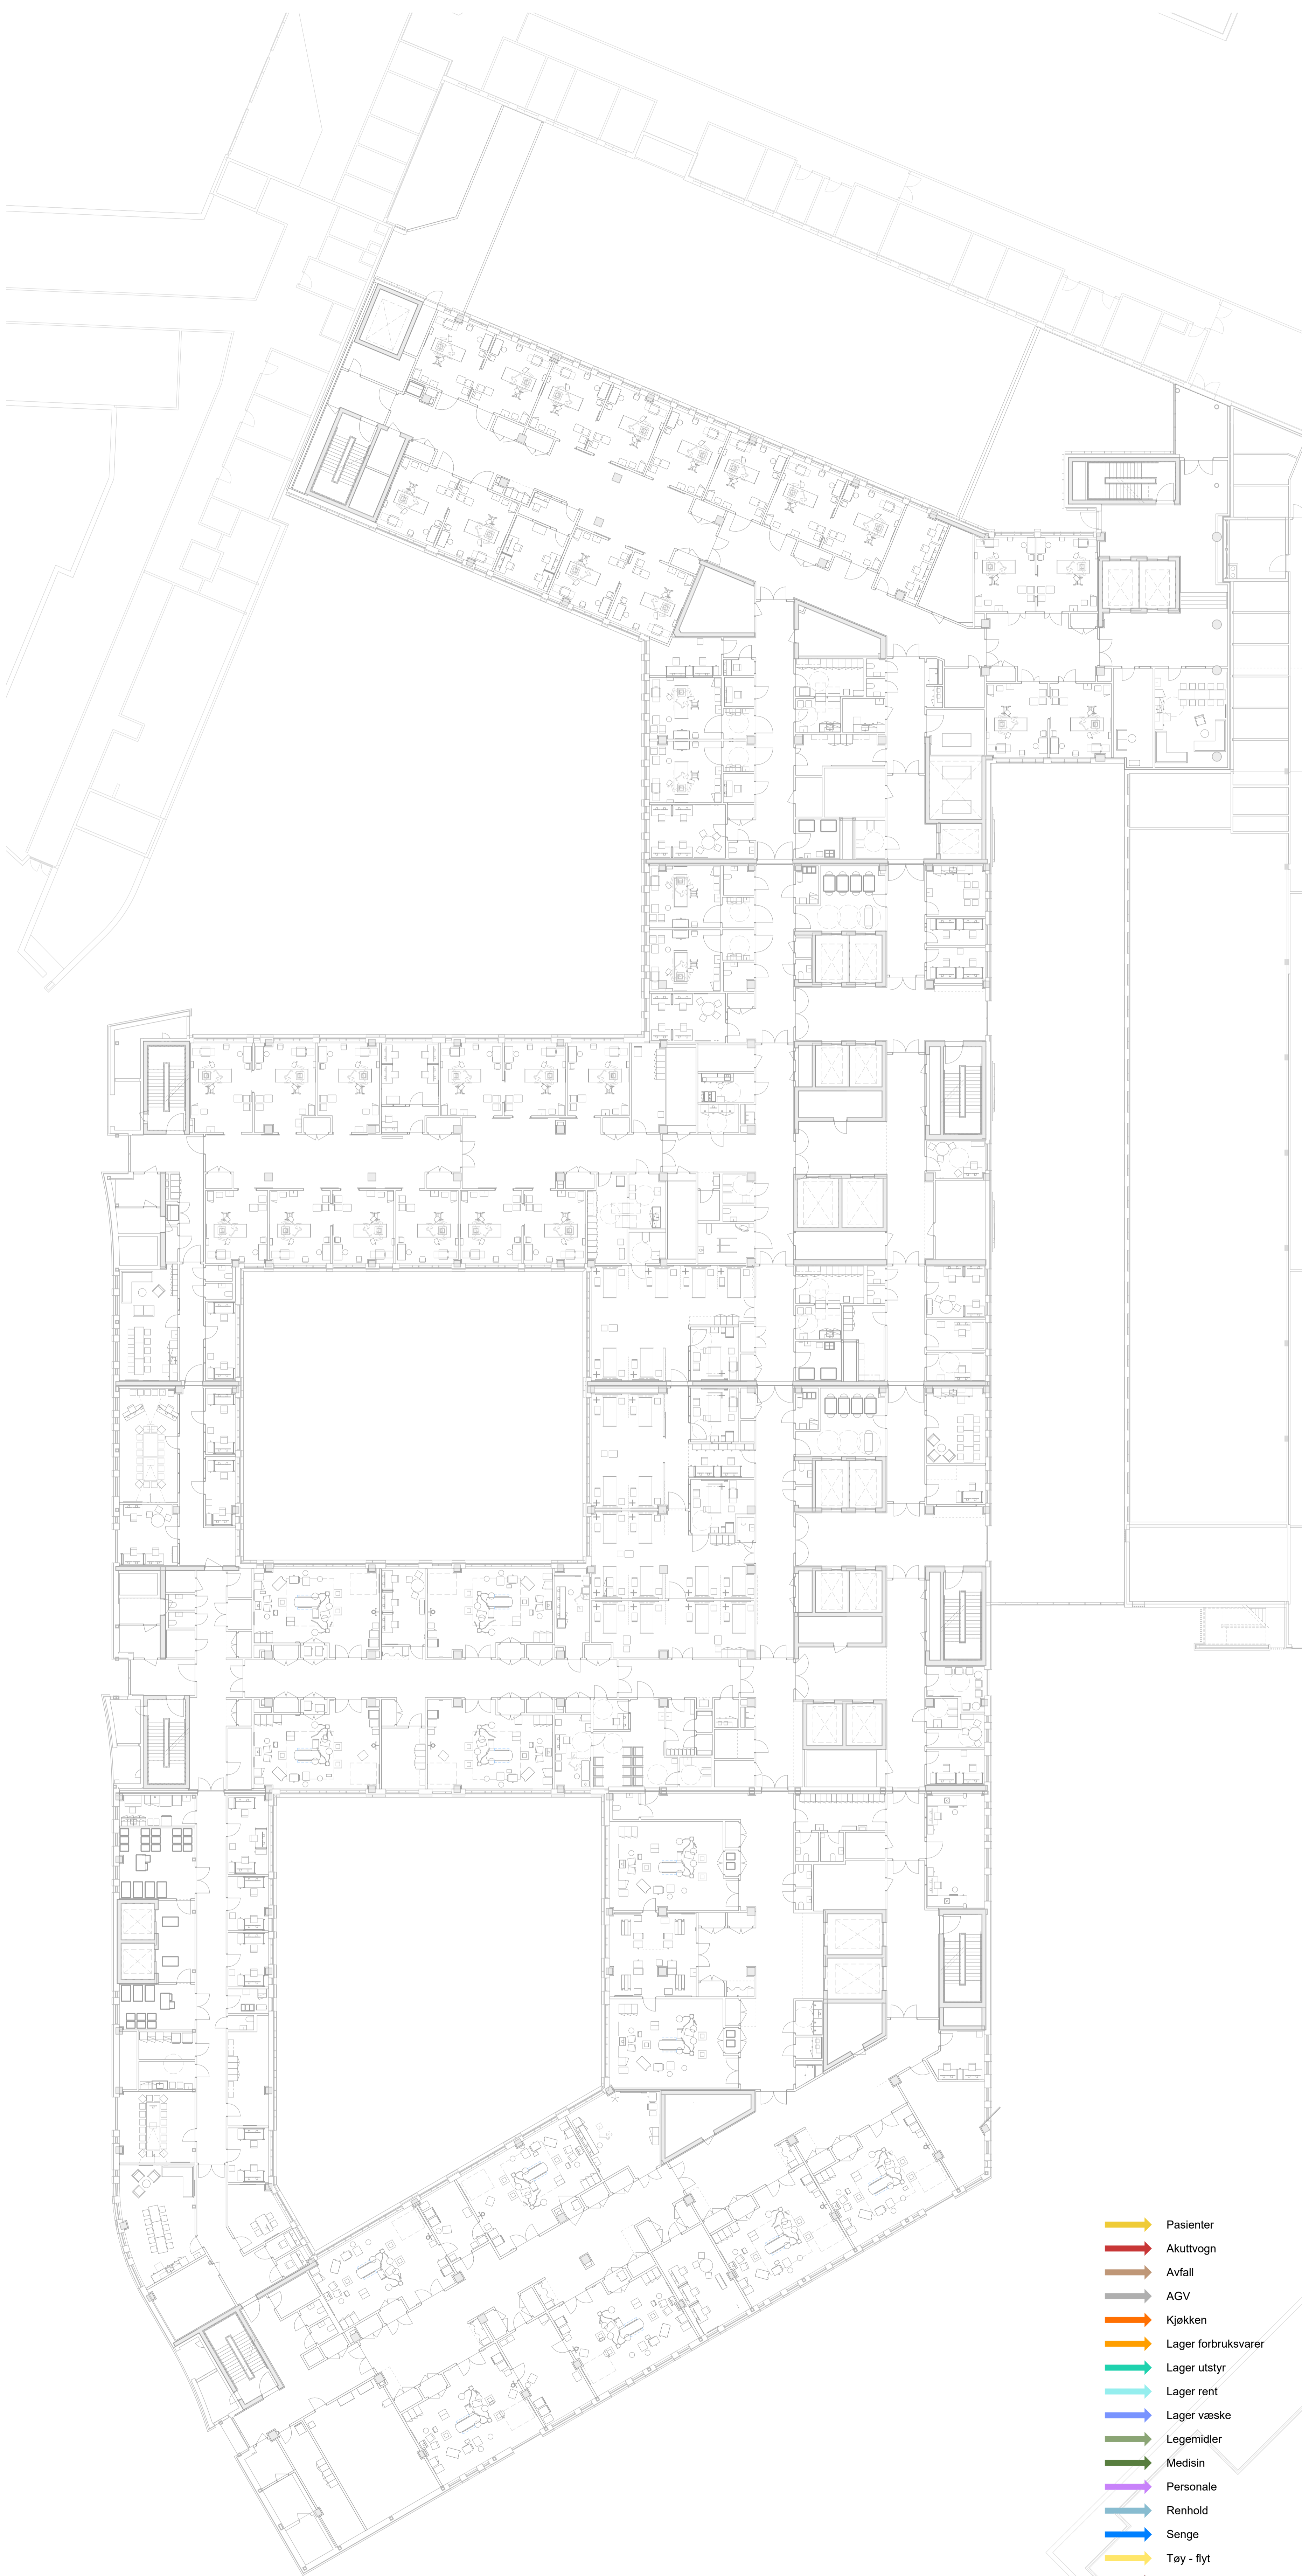 Pasienter
Akuttvogn
Avfall
AGV
Kjøkken
Lager forbruksvarer
Lager utstyr
Lager rent
Lager væske
Legemidler
Medisin
Personale
Renhold
Senge
Tøy - flyt